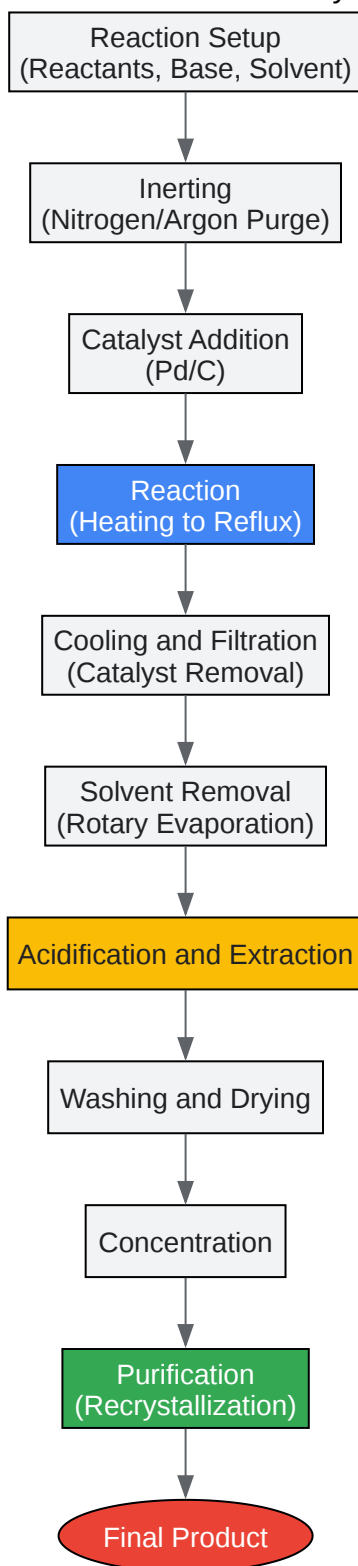 Reaction Setup
(Reactants, Base, Solvent)
Inerting
(Nitrogen/Argon Purge)
Catalyst Addition
(Pd/C)
Reaction
(Heating to Reflux)
Cooling and Filtration
(Catalyst Removal)
Solvent Removal
(Rotary Evaporation)
Acidification and Extraction
Washing and Drying
Concentration
Purification
(Recrystallization)
Final Product